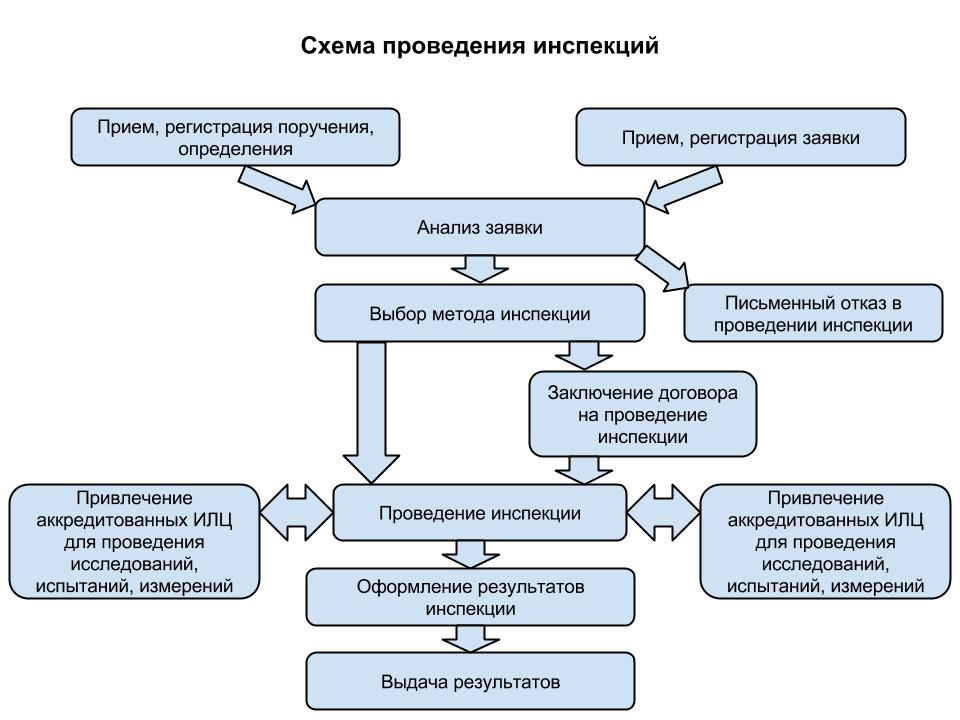 Схема проведения инспекций
Прием, регистрация поручения,
определения
Прием, регистрация заявки
Анализ заявки
Выбор метода инспекции
Письменный отказ в
проведении инспекции
Заключение договора
на проведение
инспекции
Привлечение
аккредитованных ИЛЦ
для проведения
исследований,
испытаний, измерений
Проведение инспекции
Привлечение
аккредитованных ИЛЦ
для проведения
исследований,
испытаний, измерений
Оформление результатов
инспекции
Выдача результатов